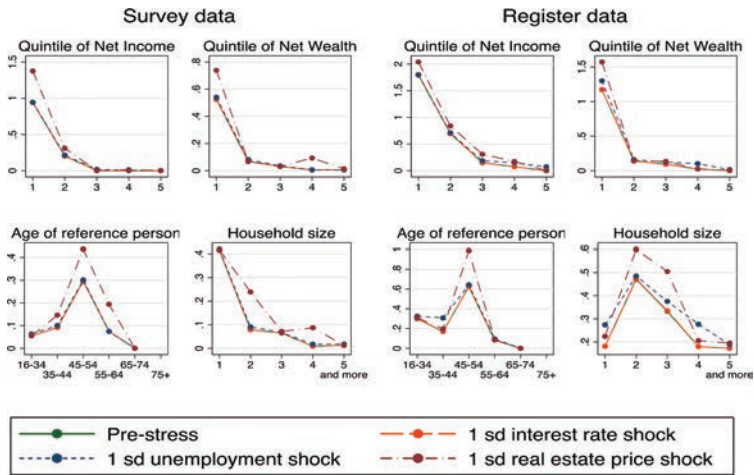 Survey data
Register data
Quintile of Net Income
Quintile of Net Wealth
Quintile of Net Income
Quintile of Net Wealth
1.5
1
.5
0
1 2 3 4 5
.8
.6
.4
.2
0
1 2 3 4 5
2
1.5
1
.5
0
1 2 3 4 5
1.5
1
.5
0
1 2 3 4 5
Age of reference person
Household size
Age of reference person
Household size
.4
.3
.2
.1
0
16-34 45-54 65-74
35-44 55-64 75+
.4
.3
.2
.1
0
1 2 3 4 5
and more
1
.8
.6
.4
.2
0
16-34 45-54 65-74
35-44 55-64 75+
.6
.5
.4
.3
.2
1 2 3 4 5
and more
Pre-stress
1 sd interest rate shock
1 sd unemployment shock
1 sd real estate price shock